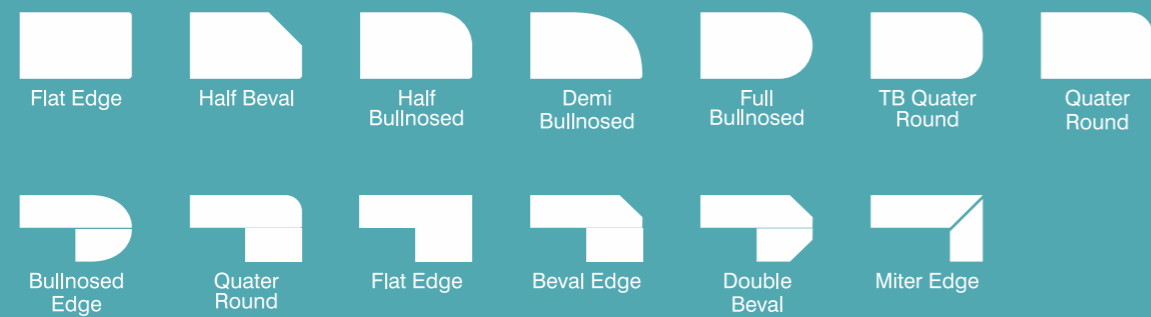 Flat Edge
Half Beval
Half
Bullnosed
Demi
Bullnosed
Full
Bullnosed
TB Quater
Round
Quater
Round
Bullnosed
Edge
Quater
Round
Flat Edge
Beval Edge
Double
Beval
Miter Edge